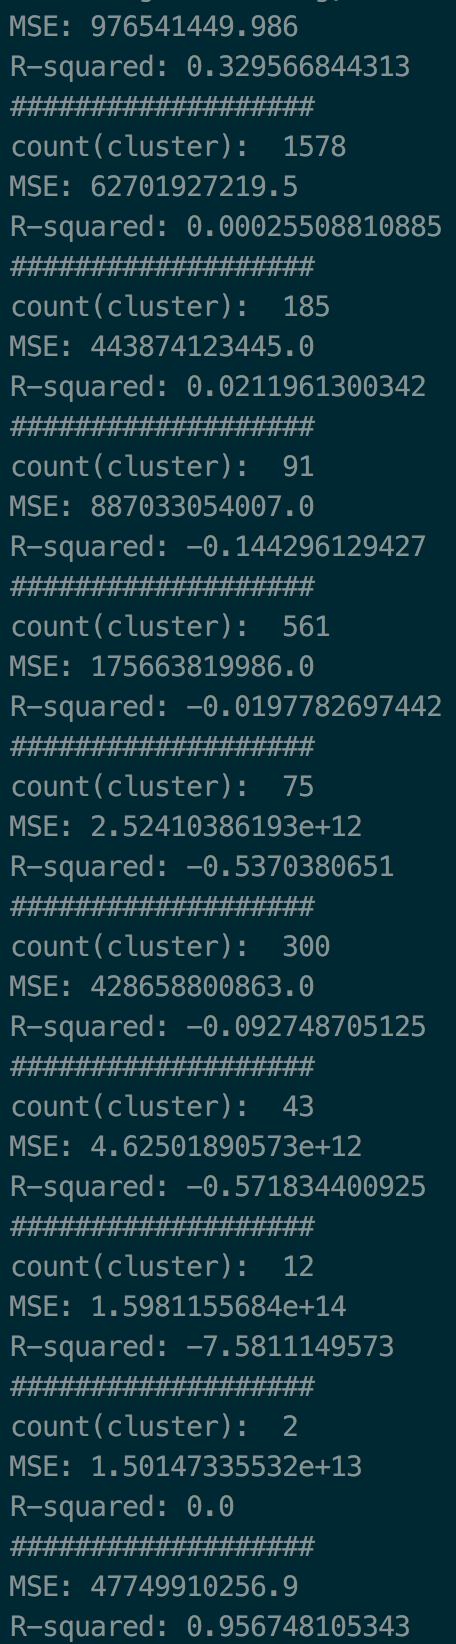 MSE: 976541449.986
R-squared: 0.329566844313
###################
count(cluster):  1578
MSE: 62701927219.5
R-squared: 0.00025508810885
###################
count(cluster):  185
MSE: 443874123445.0
R-squared: 0.0211961300342
###################
count(cluster):  91
MSE: 887033054007.0
R-squared: -0.144296129427
###################
count(cluster):  561
MSE: 175663819986.0
R-squared: -0.0197782697442
###################
count(cluster):  75
MSE: 2.52410386193e+12
R-squared: -0.5370380651
###################
count(cluster):  300
MSE: 428658800863.0
R-squared: -0.092748705125
###################
count(cluster):  43
MSE: 4.62501890573e+12
R-squared: -0.571834400925
###################
count(cluster):  12
MSE: 1.5981155684e+14
R-squared: -7.5811149573
###################
count(cluster):  2
MSE: 1.50147335532e+13
R-squared: 0.0
###################
MSE: 47749910256.9
R-squared: 0.956748105343